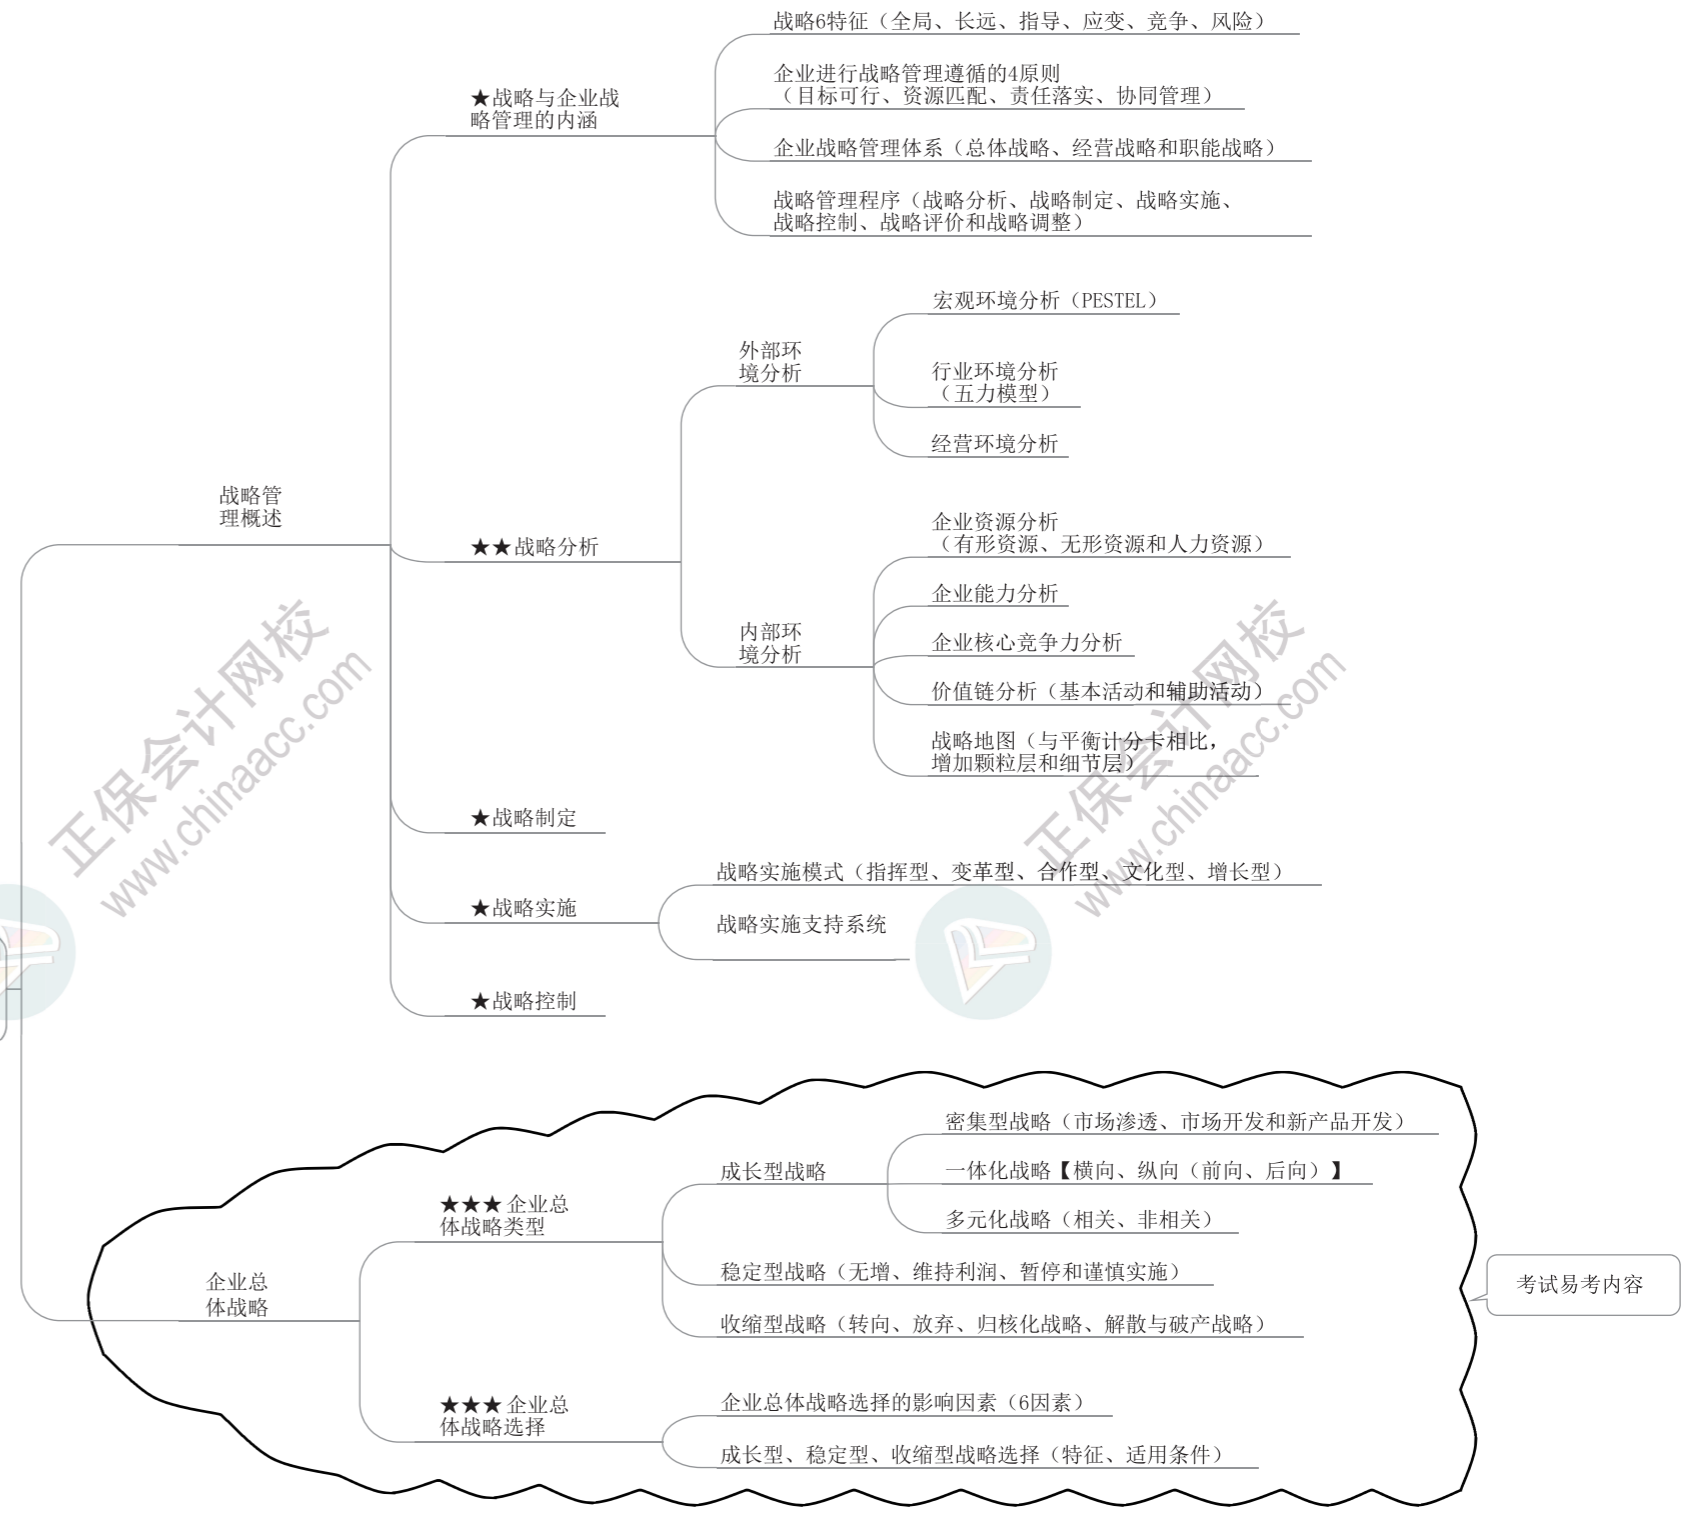 战略管
理概述
★战略与企业战
略管理的内涵
战略6特征（全局、长远、指导、应变、竞争、风险）
企业进行战略管理遵循的4原则
（目标可行、资源匹配、责任落实、协同管理）
企业战略管理体系（总体战略、经营战略和职能战略）
战略管理程序（战略分析、战略制定、战略实施、
战略控制、战略评价和战略调整）
★★战略分析
外部环
境分析
宏观环境分析（PESTEL）
行业环境分析
（五力模型）
经营环境分析
内部环
境分析
企业资源分析
（有形资源、无形资源和人力资源）
企业能力分析
企业核心竞争力分析
价值链分析（基本活动和辅助活动）
战略地图（与平衡计分卡相比，
增加颗粒层和细节层）
★战略制定
★战略实施
战略实施模式（指挥型、变革型、合作型、文化型、增长型）
战略实施支持系统
★战略控制
企业总
体战略
★★★企业总
体战略类型
成长型战略
密集型战略（市场渗透、市场开发和新产品开发）
一体化战略【横向、纵向（前向、后向）】
多元化战略（相关、非相关）
稳定型战略（无增、维持利润、暂停和谨慎实施）
收缩型战略（转向、放弃、归核化战略、解散与破产战略）
★★★企业总
体战略选择
企业总体战略选择的影响因素（6因素）
成长型、稳定型、收缩型战略选择（特征、适用条件）
考试易考内容
正保会计网校
www.chinaacc.com
正保会计网校
www.chinaacc.com